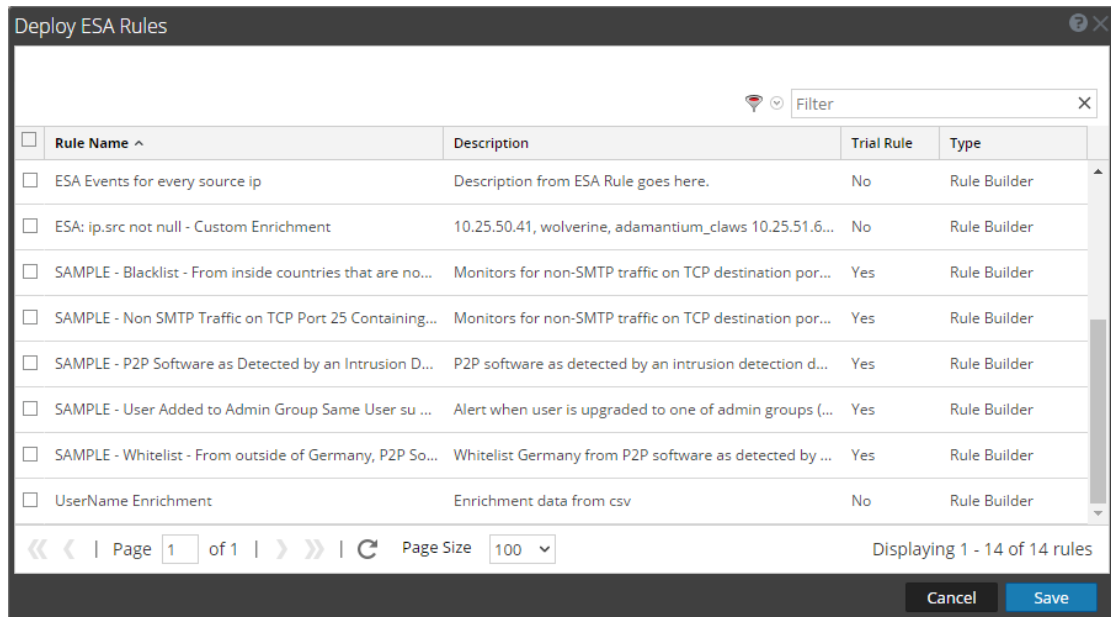 Deploy ESA Rules
Filter
Rule Name Description Trial Rule Type
ESA Events for every source ip Description from ESA Rule goes here. No Rule Builder
ESA: ip.src not null - Custom Enrichment 10.25.50.41, wolverine, adamantium_claws 10.25.51.6... No Rule Builder
SAMPLE - Blacklist - From inside countries that are no... Monitors for non-SMTP traffic on TCP destination por... Yes Rule Builder
SAMPLE - Non SMTP Traffic on TCP Port 25 Containing... Monitors for non-SMTP traffic on TCP destination por... Yes Rule Builder
SAMPLE - P2P Software as Detected by an Intrusion D... P2P software as detected by an intrusion detection d... Yes Rule Builder
SAMPLE - User Added to Admin Group Same User su ... Alert when user is upgraded to one of admin groups (... Yes Rule Builder
SAMPLE - Whitelist - From outside of Germany, P2P So... Whitelist Germany from P2P software as detected by ... Yes Rule Builder
UserName Enrichment Enrichment data from csv No Rule Builder
| Page 1 of 1 | | Page Size 100 Displaying 1 - 14 of 14 rules
Cancel Save